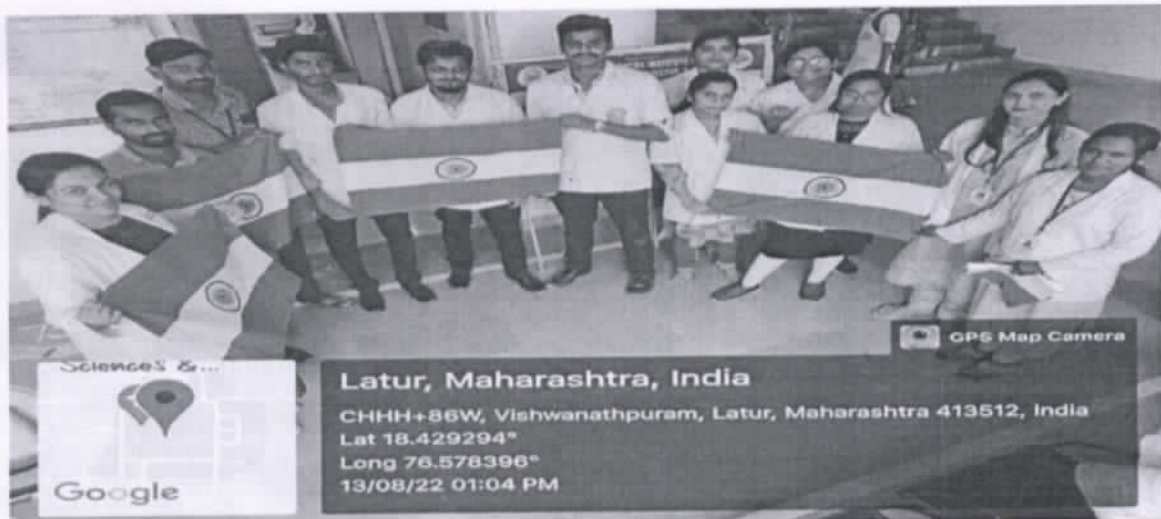 INSTITUTE
GPS Map Camera
Sciences &...
Google
Latur, Maharashtra, India
CHHH+86W, Vishwanathpuram, Latur, Maharashtra 413512, India
Lat 18.429294°
Long 76.578396°
13/08/22 01:04 PM